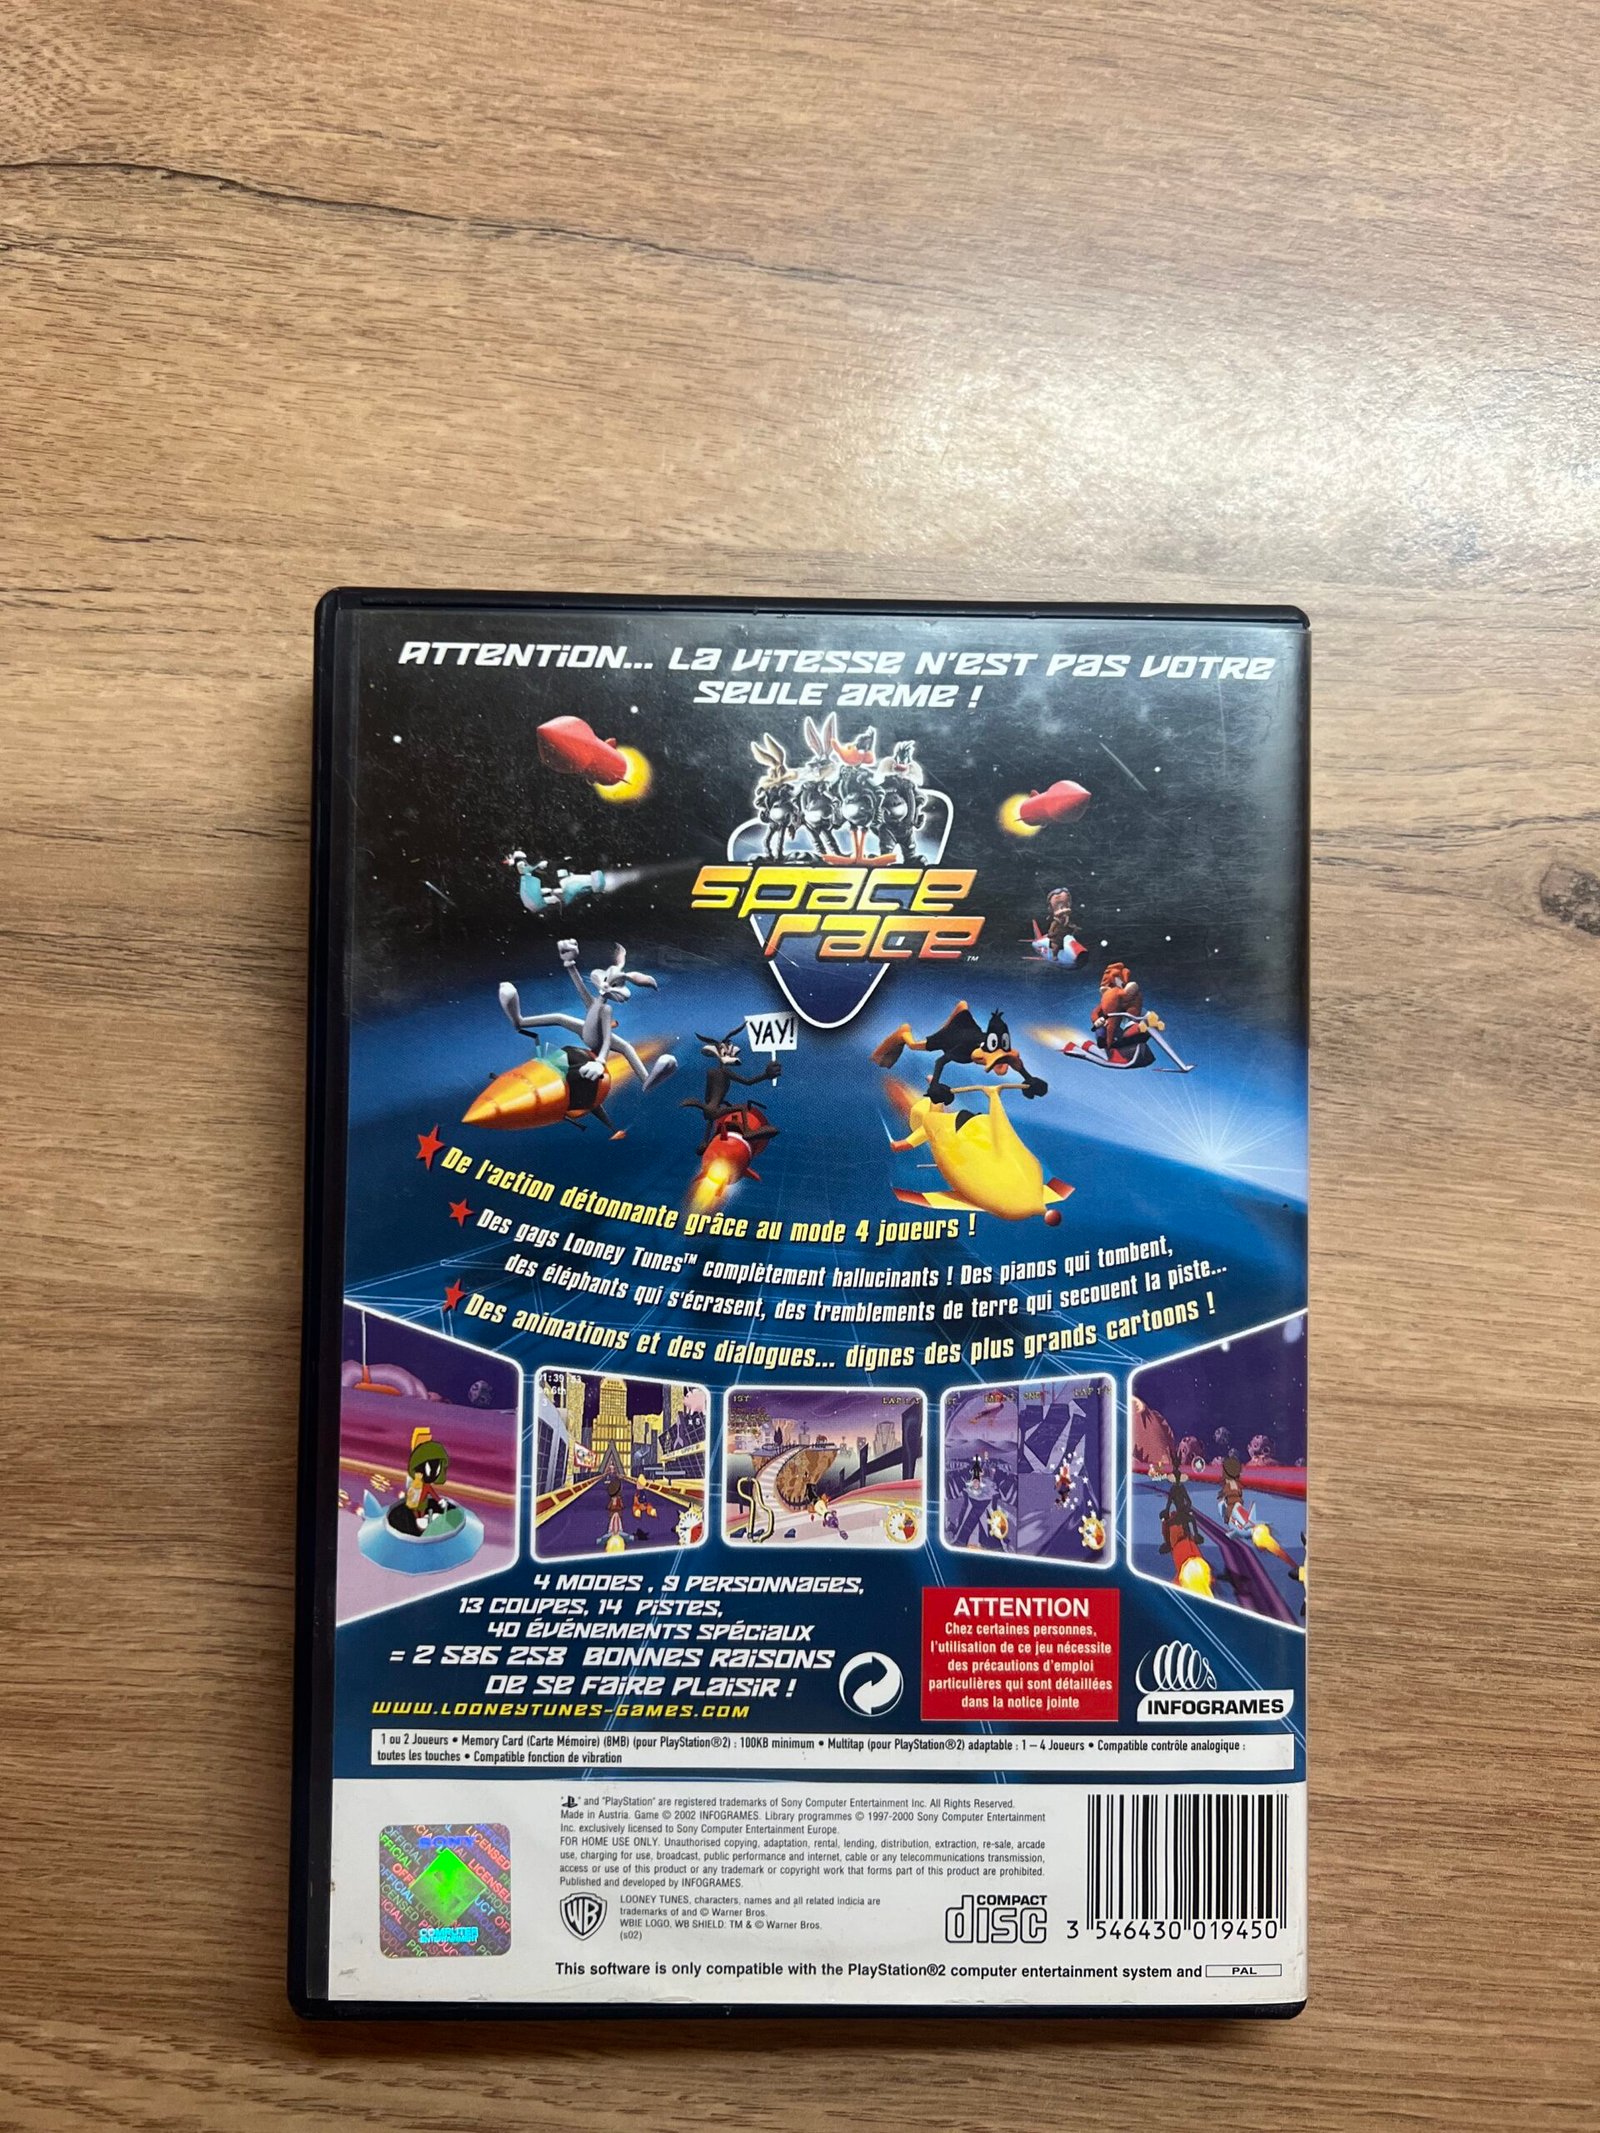 ATTENTION... LA VITESSE N'EST PAS VOTRE
SEULE ARME !
SPACE
RACE™
YAY!
De l'action détonnante grâce au mode 4 joueurs !
Des gags Looney Tunes™ complètement hallucinants ! Des pianos qui tombent,
des éléphants qui s'écrasent, des tremblements de terre qui secouent la piste...
Des animations et des dialogues... dignes des plus grands cartoons !
1ST
4 MODES , 9 PERSONNAGES,
13 COUPES, 14 PISTES,
40 ÉVÉNEMENTS SPÉCIAUX
= 2 586 258 BONNES RAISONS
DE SE FAIRE PLAISIR !
WWW.LOONEYTUNES-GAMES.COM
ATTENTION
Chez certaines personnes,
l'utilisation de ce jeu nécessite
des précautions d'emploi
particulières qui sont détaillées
dans la notice jointe
INFOGRAMES
1 ou 2 Joueurs • Memory Card (Carte Mémoire) (8MB) (pour PlayStation®2) : 100KB minimum • Multitap (pour PlayStation®2) adaptable : 1 – 4 Joueurs • Compatible contrôle analogique :
toutes les touches • Compatible fonction de vibration
" " and "PlayStation" are registered trademarks of Sony Computer Entertainment Inc. All Rights Reserved.
Made in Austria. Game © 2002 INFOGRAMES. Library programmes © 1997-2000 Sony Computer Entertainment
Inc. exclusively licensed to Sony Computer Entertainment Europe.
FOR HOME USE ONLY. Unauthorised copying, adaptation, rental, lending, distribution, extraction, re-sale, arcade
use, charging for use, broadcast, public performance and internet, cable or any telecommunications transmission,
access or use of this product or any trademark or copyright work that forms part of this product are prohibited.
Published and developed by INFOGRAMES.
WB
LOONEY TUNES, characters, names and all related indicia are
trademarks of and © Warner Bros.
WBIE LOGO, WB SHIELD: TM & © Warner Bros.
(s02)
COMPACT
disc
3 546430 019450
SONY
COMPUTER
ENTERTAINMENT
This software is only compatible with the PlayStation®2 computer entertainment system and PAL